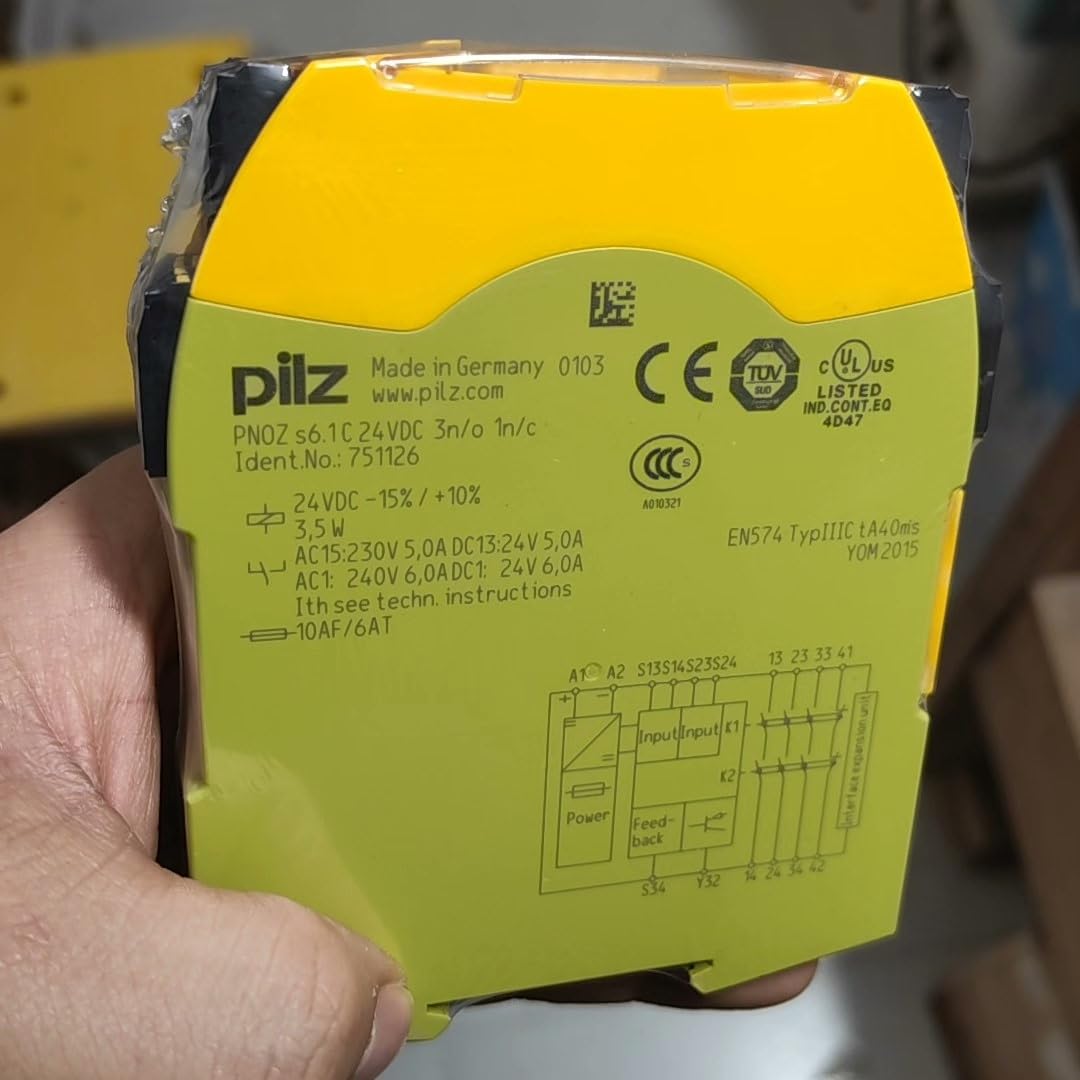 pilz Made in Germany 0103
www.pilz.com
CE
TÜV
SÜD
C UL US
LISTED
IND.CONT.EQ
4D47
PNOZ s6.1 C 24VDC 3n/o 1n/c
Ident.No.: 751126
CCC S
A010321
24VDC -15% / +10%
3,5 W
AC15:230V 5,0A DC13:24V 5,0A
AC1: 240V 6,0A DC1: 24V 6,0A
Ith see techn. instructions
10AF/6AT
EN574 TypIIIC tA40ms
YOM 2015
A1 A2 S13 S14 S23 S24 13 23 33 41
+ -
Input Input K1
K2
Power
Feed-
back
Interface expansion unit
S34 Y32 14 24 34 42